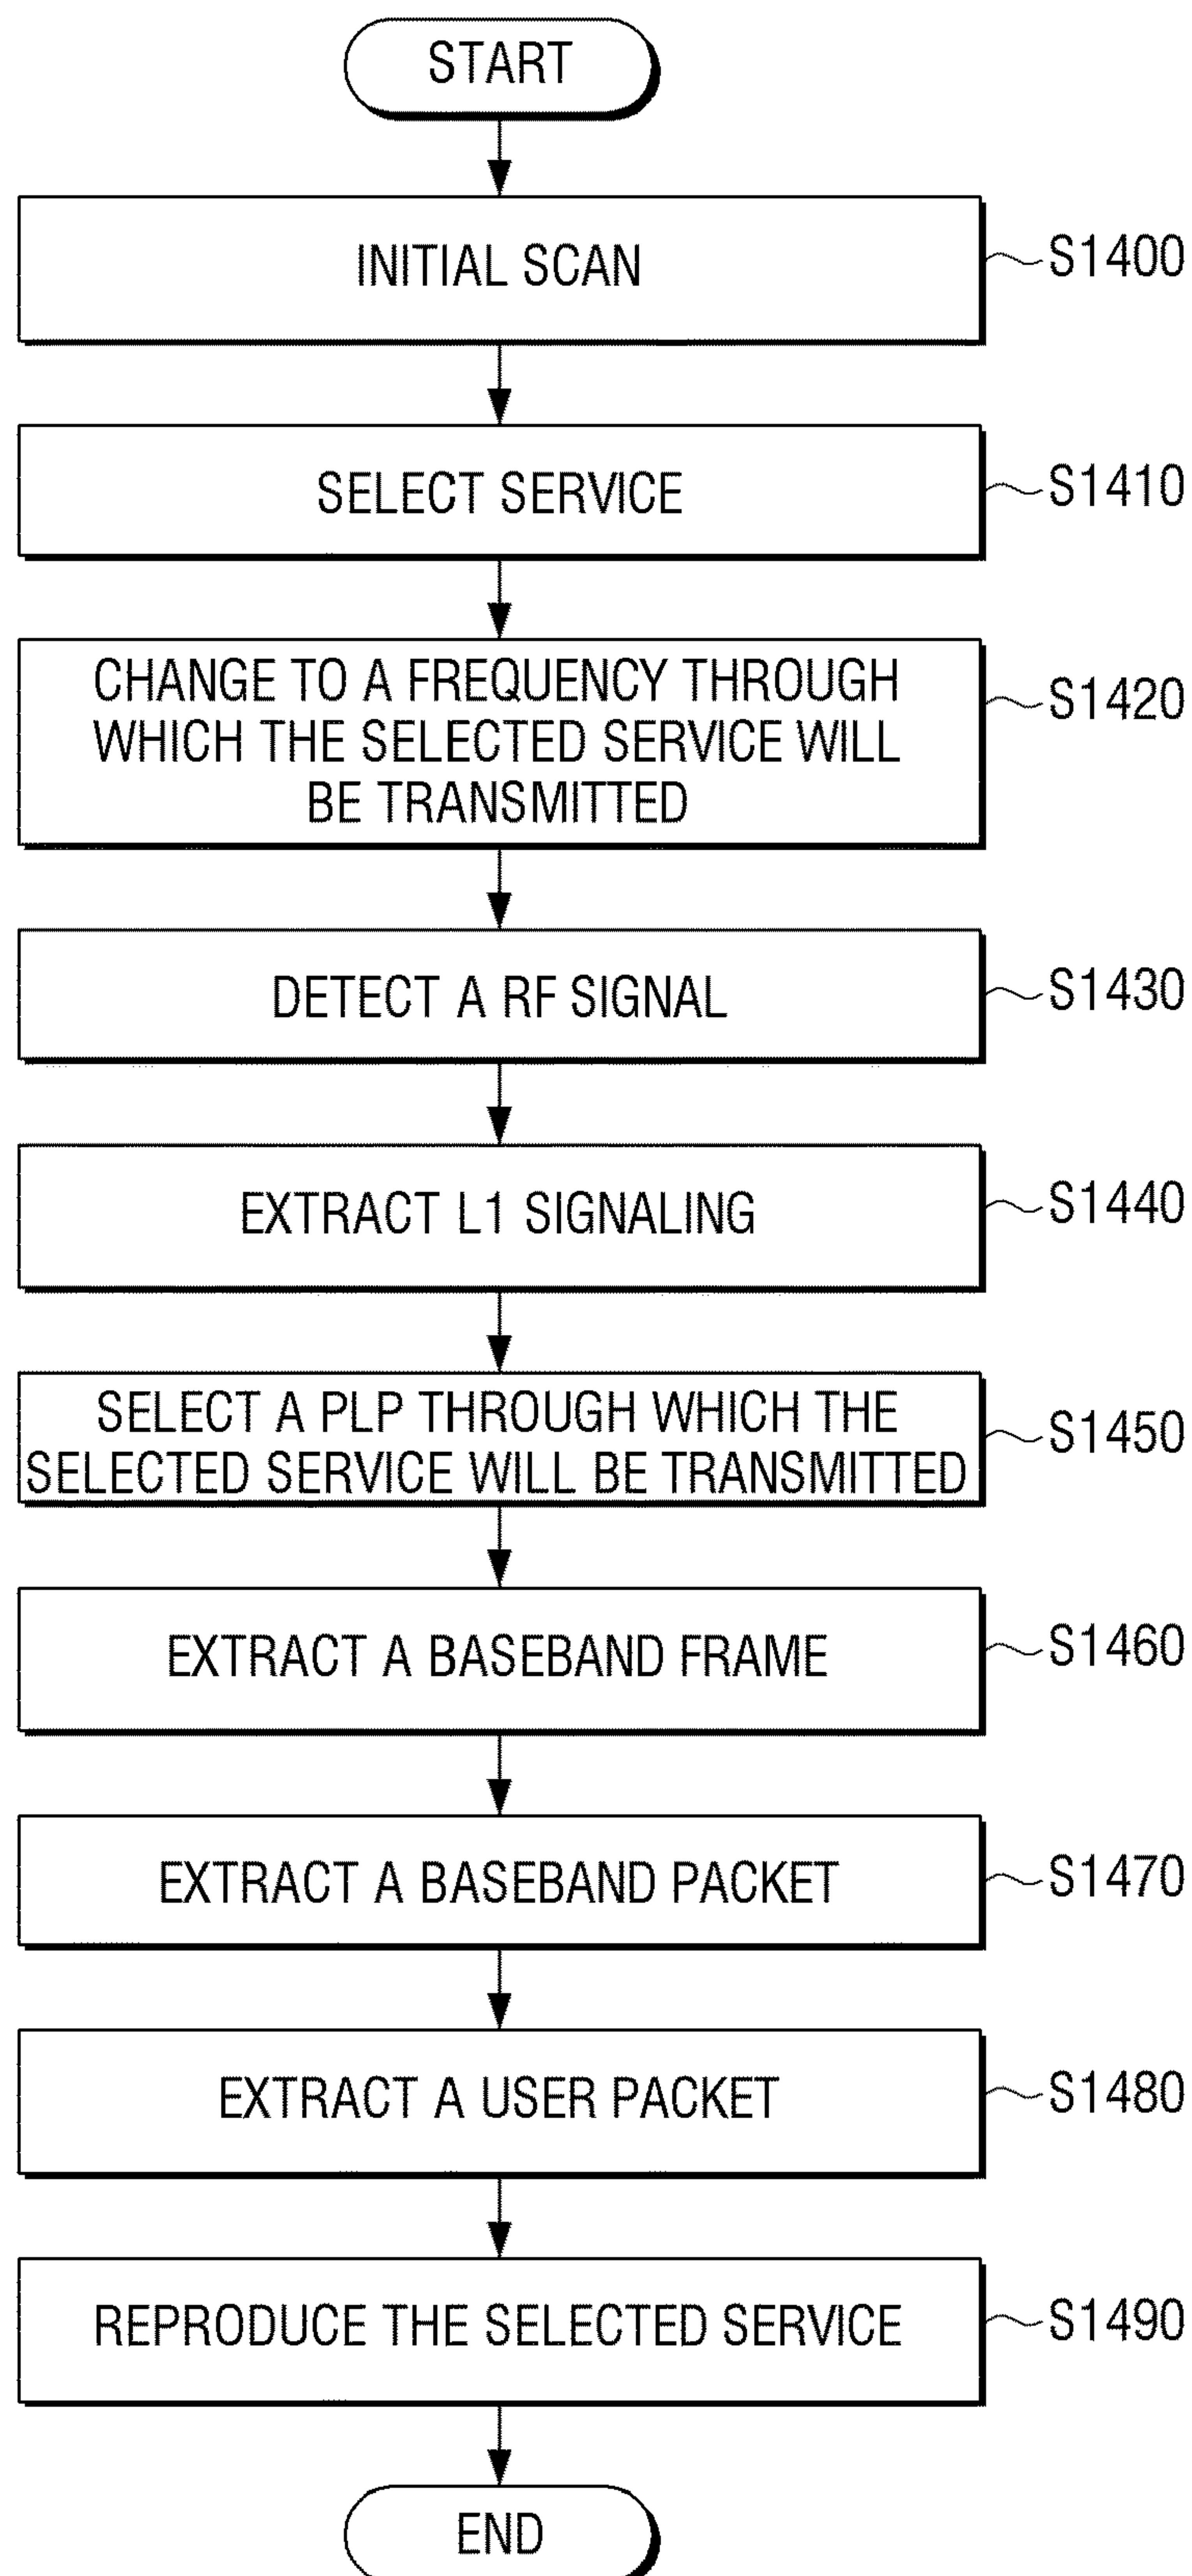 START
INITIAL SCAN
S1400
SELECT SERVICE
S1410
CHANGE TO A FREQUENCY THROUGH
WHICH THE SELECTED SERVICE WILL
BE TRANSMITTED
S1420
DETECT A RF SIGNAL
S1430
EXTRACT L1 SIGNALING
S1440
SELECT A PLP THROUGH WHICH THE
SELECTED SERVICE WILL BE TRANSMITTED
S1450
EXTRACT A BASEBAND FRAME
S1460
EXTRACT A BASEBAND PACKET
S1470
EXTRACT A USER PACKET
S1480
REPRODUCE THE SELECTED SERVICE
S1490
END